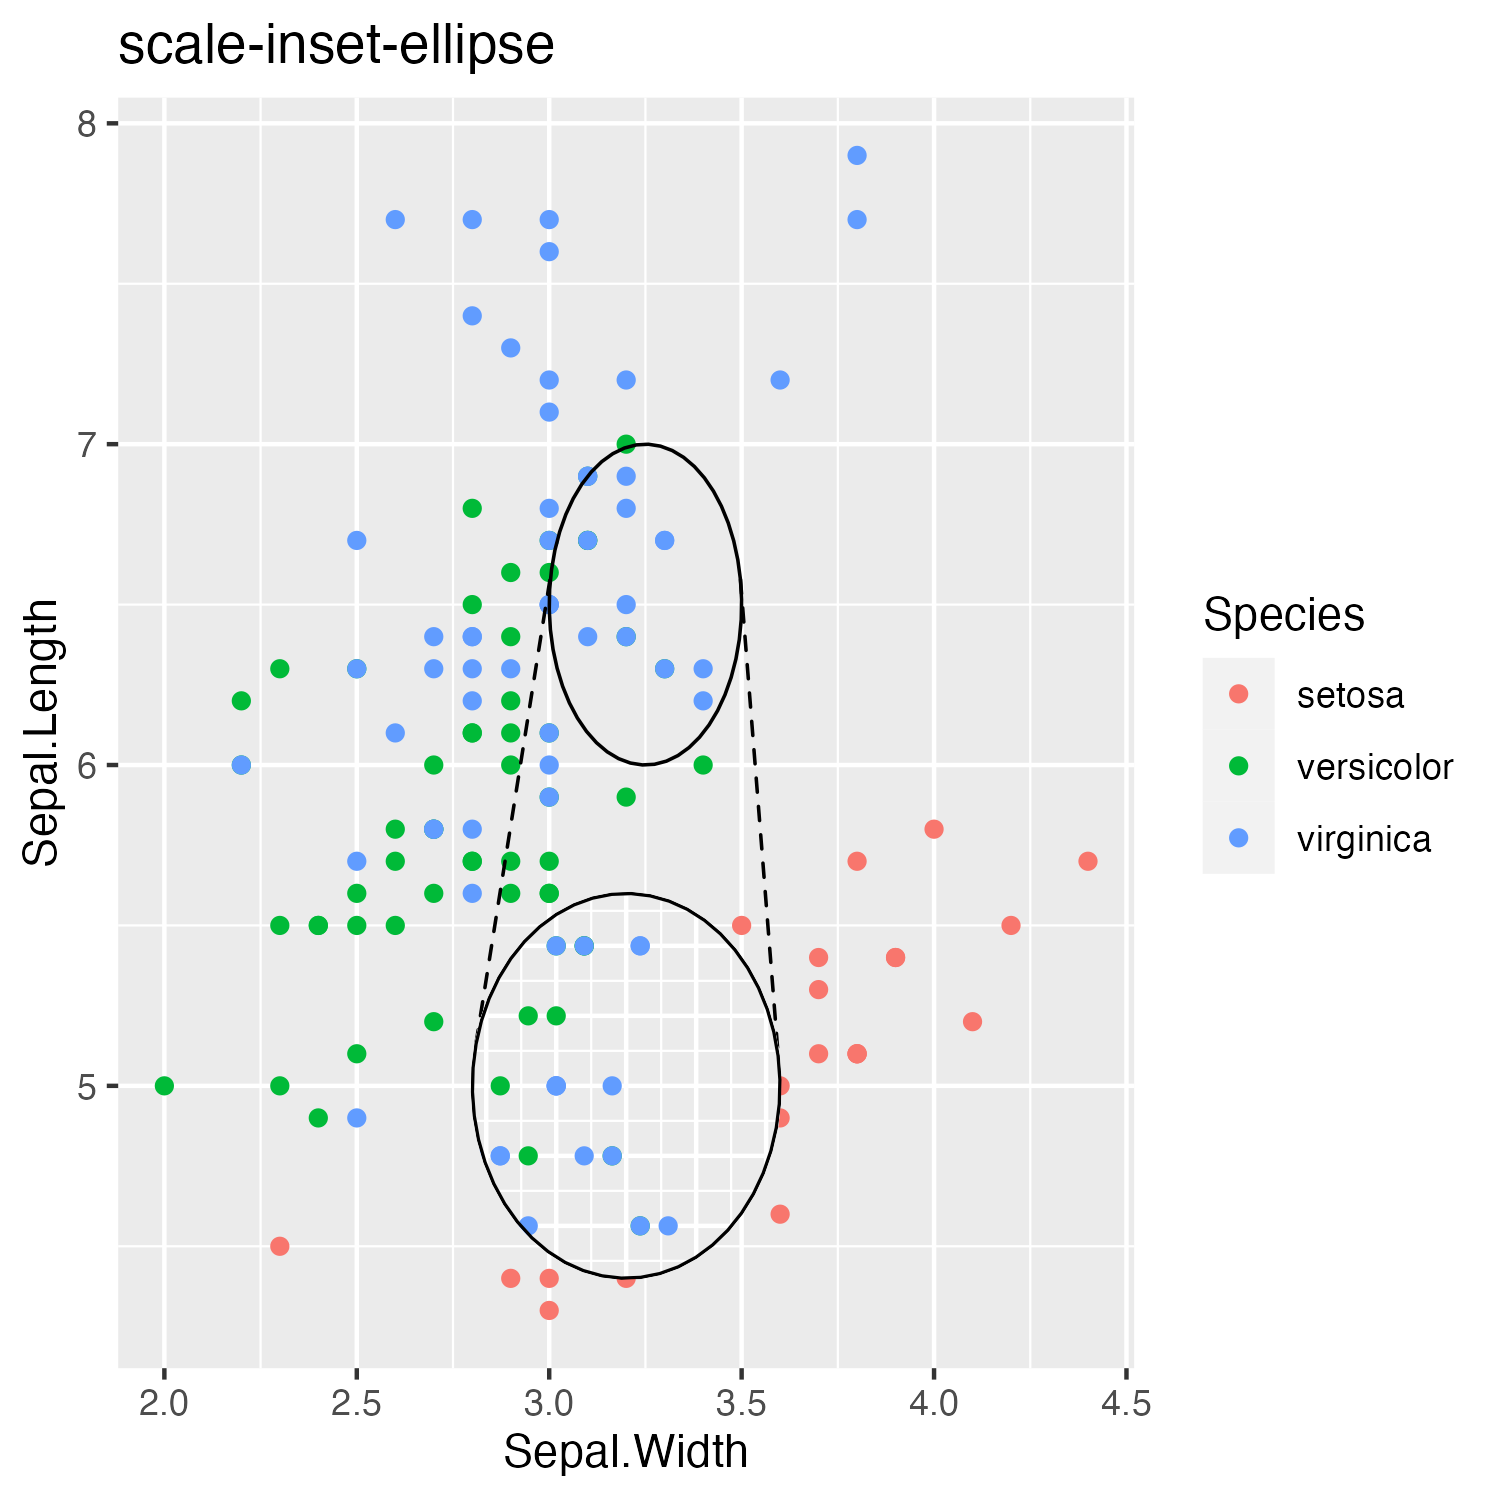 scale-inset-ellipse
8
7
6
5
Sepal.Length
2.0 2.5 3.0 3.5 4.0 4.5
Sepal.Width
Species
setosa
versicolor
virginica